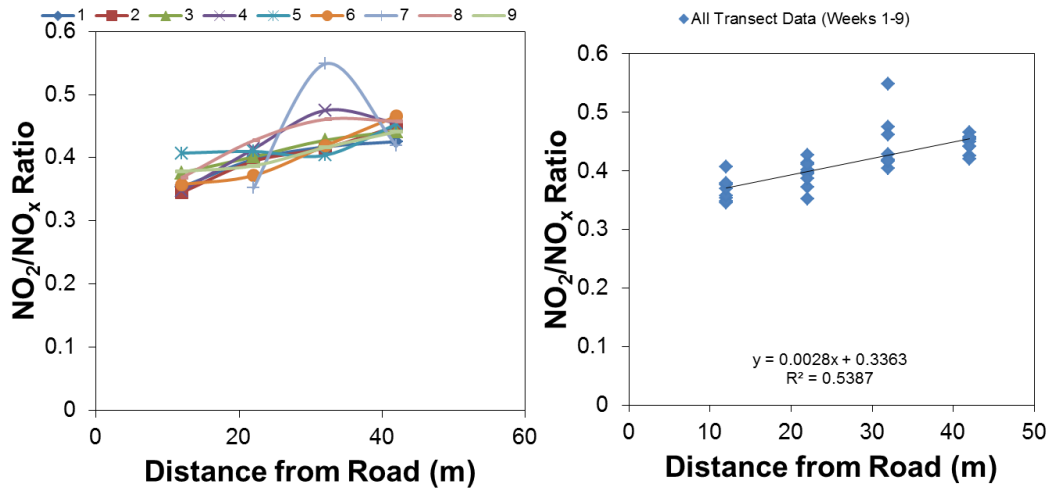 1 2 3 4 5 6 7 8 9
0.6
0.5
0.4
0.3
0.2
0.1
0
NO₂/NOₓ Ratio
0 20 40 60
Distance from Road (m)
All Transect Data (Weeks 1-9)
0.6
0.5
0.4
0.3
0.2
0.1
0
NO₂/NOₓ Ratio
y = 0.0028x + 0.3363
R² = 0.5387
0 10 20 30 40 50
Distance from Road (m)